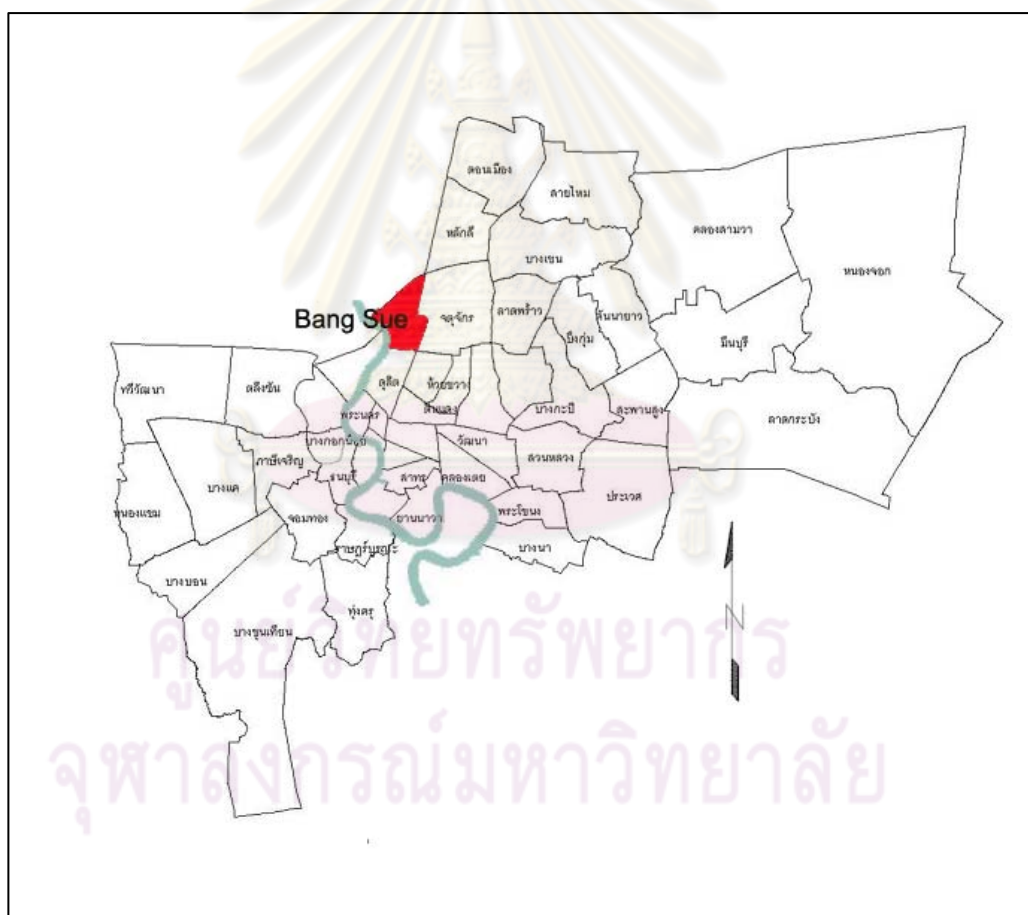 ดอนเมือง
สายไหม
หลักสี่
บางเขน
คลองสามวา
หนองจอก
Bang Sue
จตุจักร
ลาดพร้าว
บึงกุ่ม
คันนายาว
มีนบุรี
ทวีวัฒนา
ตลิ่งชัน
ดุสิต
ห้วยขวาง
ดินแดง
บางกะปิ
สะพานสูง
ลาดกระบัง
พระนคร
วัฒนา
สวนหลวง
ภาษีเจริญ
บางแค
ธนบุรี
สาทร
คลองเตย
ประเวศ
หนองแขม
จอมทอง
ยานนาวา
พระโขนง
ราษฎร์บูรณะ
บางนา
บางบอน
ทุ่งครุ
บางขุนเทียน
N
ศูนย์วิทยทรัพยากร
จุฬาลงกรณ์มหาวิทยาลัย